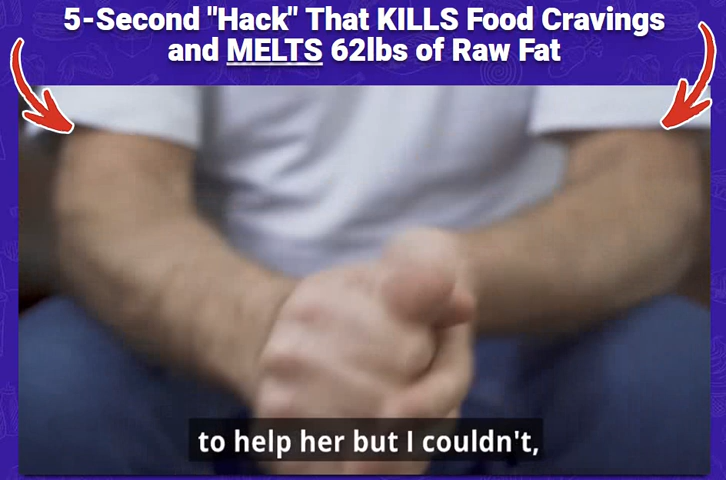 5-Second "Hack" That KILLS Food Cravings
and MELTS 62lbs of Raw Fat
to help her but I couldn't,